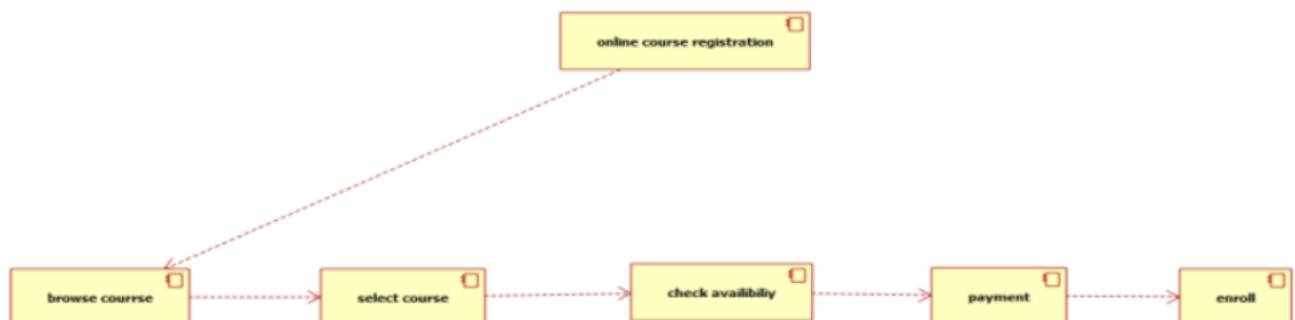 online course registration
browse courrse
select course
check availibiliy
payment
enroll